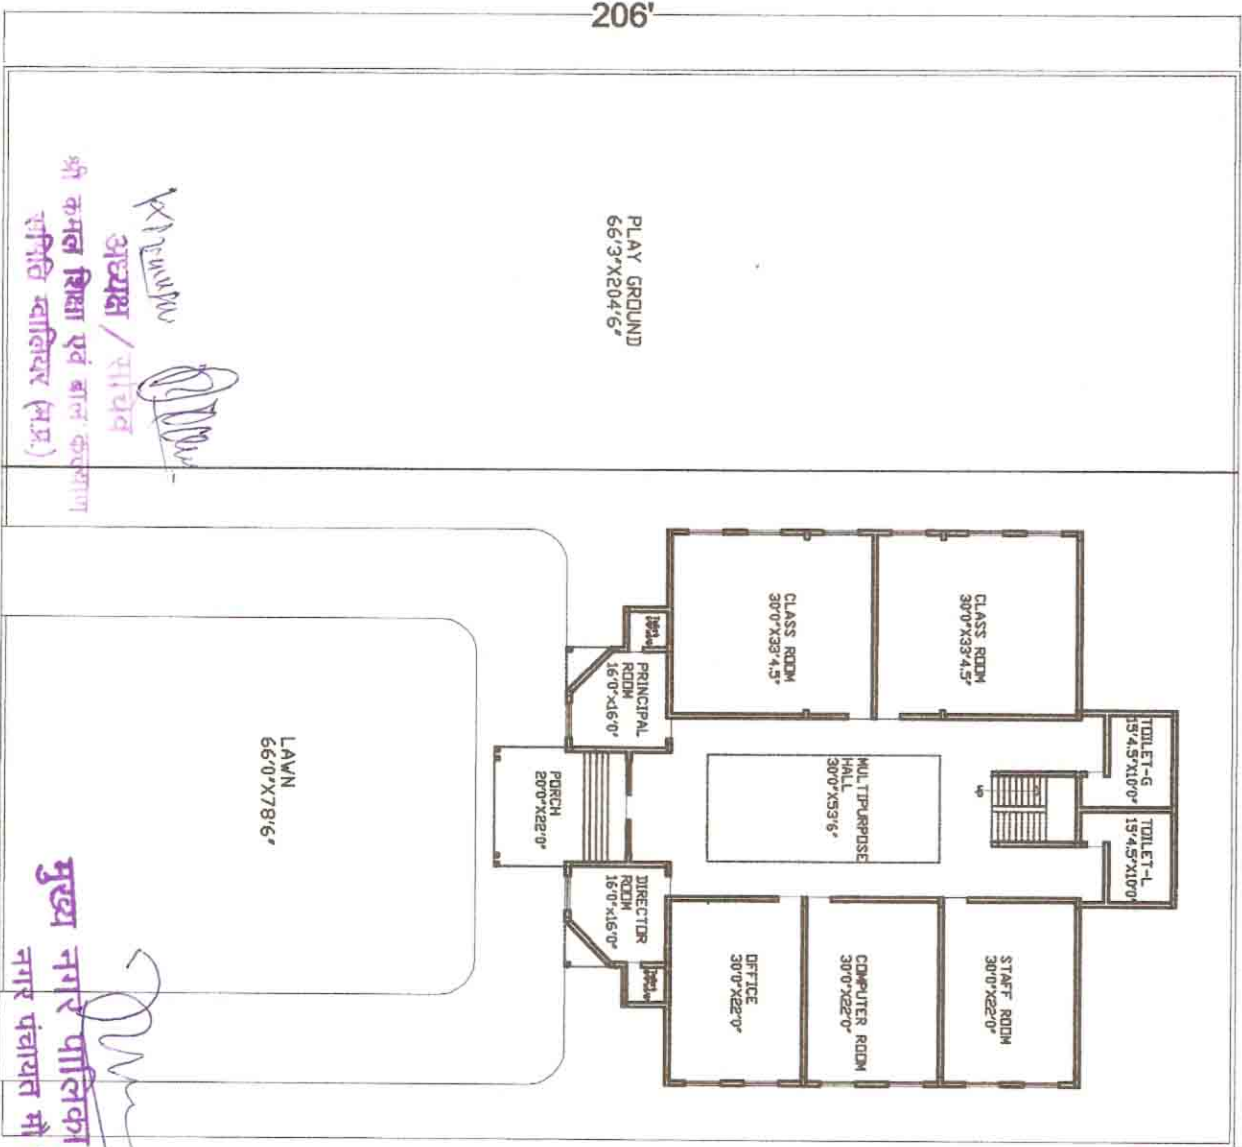 206'
PLAY GROUND
66'3"X204'6"
अध्यक्ष / सचिव
श्री कमल शिक्षा एवं बाल कल्याण
समिति ग्वालियर (म.प्र.)
CLASS ROOM
30'0"X33'4.5"
CLASS ROOM
30'0"X33'4.5"
TOILET-G
15'4.5"X10'0"
TOILET-L
15'4.5"X10'0"
UP
PRINCIPAL
ROOM
16'0"x16'0"
MULTIPURPOSE
HALL
30'0"X53'6"
PORCH
20'0"X22'0"
DIRECTOR
ROOM
16'0"x16'0"
OFFICE
30'0"X22'0"
COMPUTER ROOM
30'0"X22'0"
STAFF ROOM
30'0"X22'0"
LAWN
66'0"X78'6"
मुख्य नगर पालिका
नगर पंचायत मौ